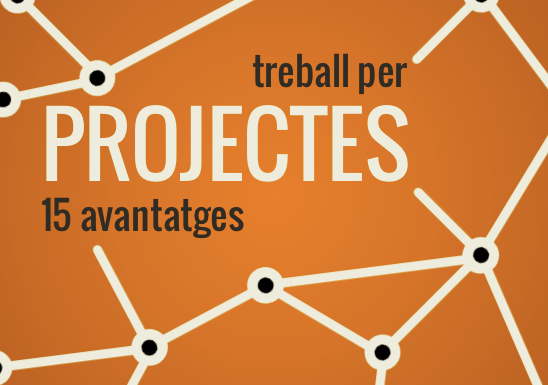 treball per
PROJECTES
15 avantatges